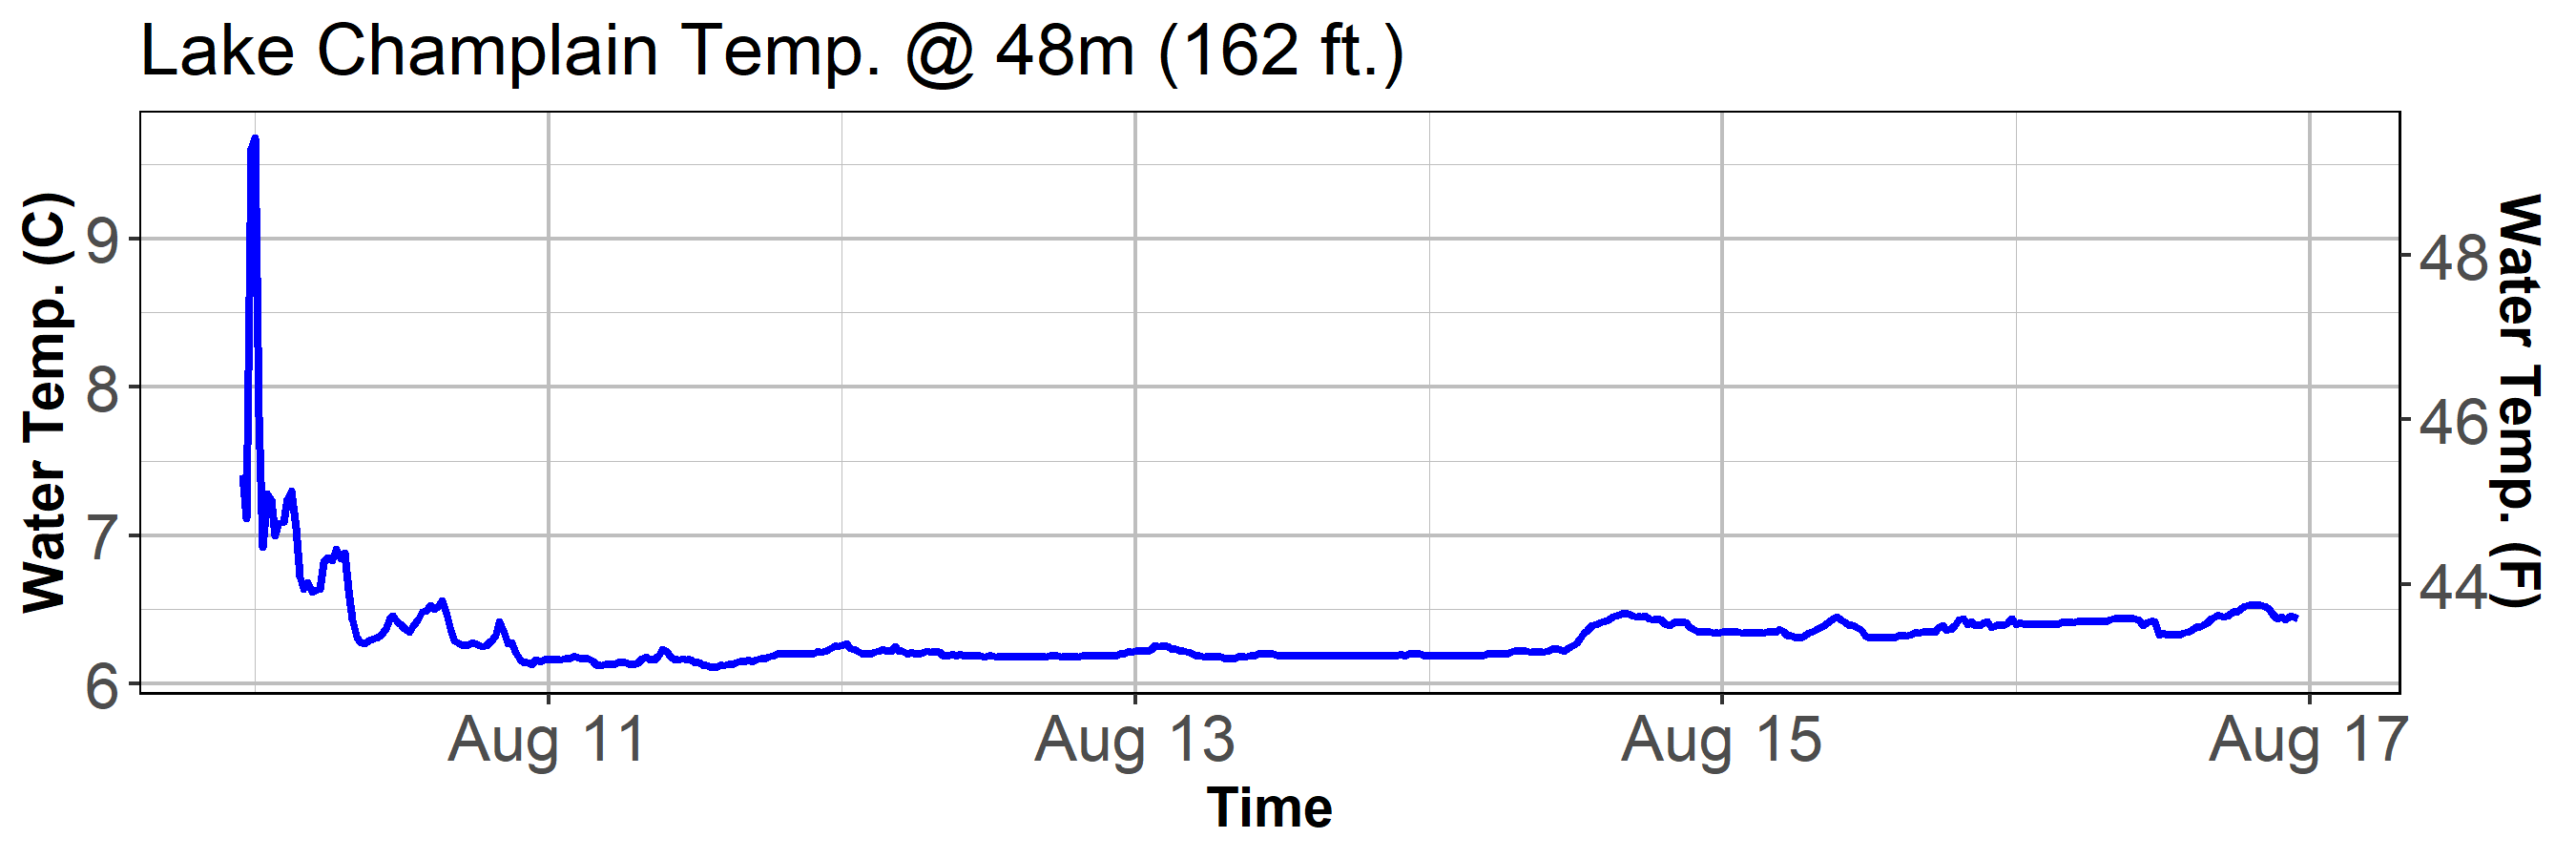 Lake Champlain Temp. @ 48m (162 ft.)
Water Temp. (C)
9
8
7
6
48
46
44
Water Temp. (F)
Aug 11 Aug 13 Aug 15 Aug 17
Time